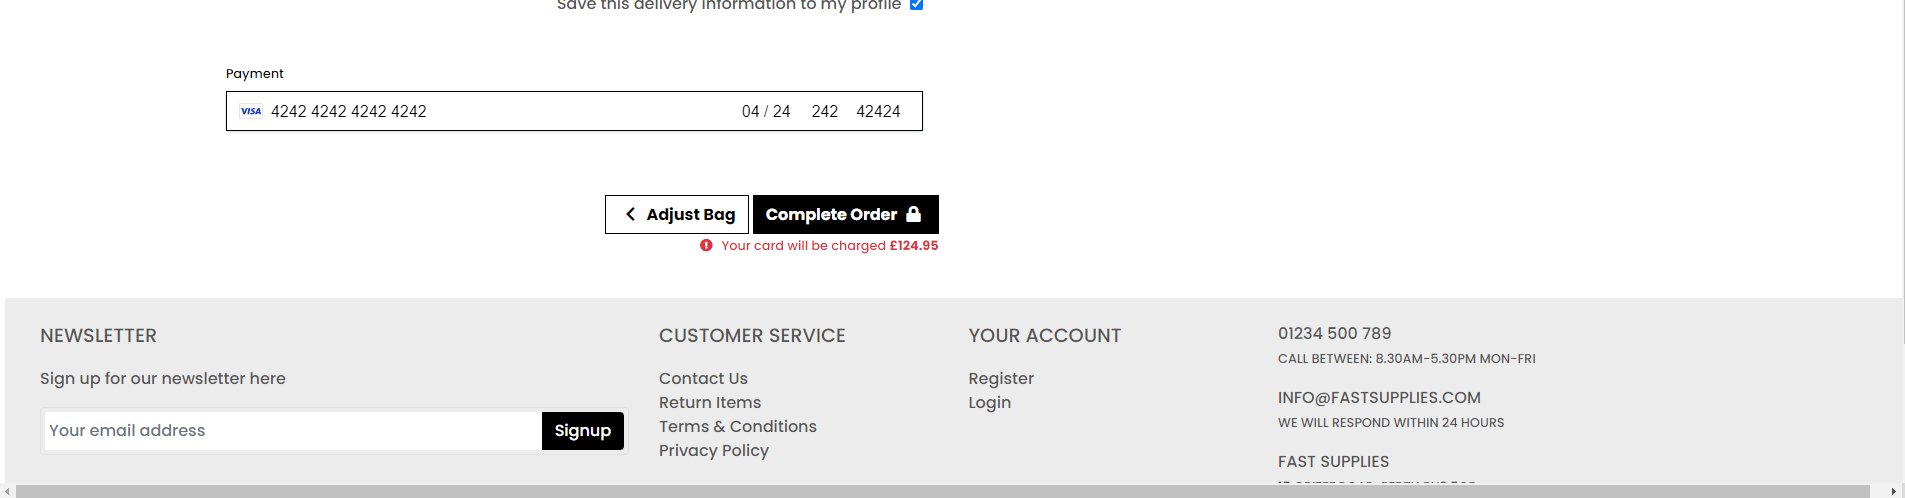 Save this delivery information to my profile
Payment
VISA 4242 4242 4242 4242 04 / 24 242 42424
Adjust Bag Complete Order
Your card will be charged £124.95
NEWSLETTER
Sign up for our newsletter here
Your email address Signup
CUSTOMER SERVICE
Contact Us
Return Items
Terms & Conditions
Privacy Policy
YOUR ACCOUNT
Register
Login
01234 500 789
CALL BETWEEN: 8.30AM-5.30PM MON-FRI
INFO@FASTSUPPLIES.COM
WE WILL RESPOND WITHIN 24 HOURS
FAST SUPPLIES